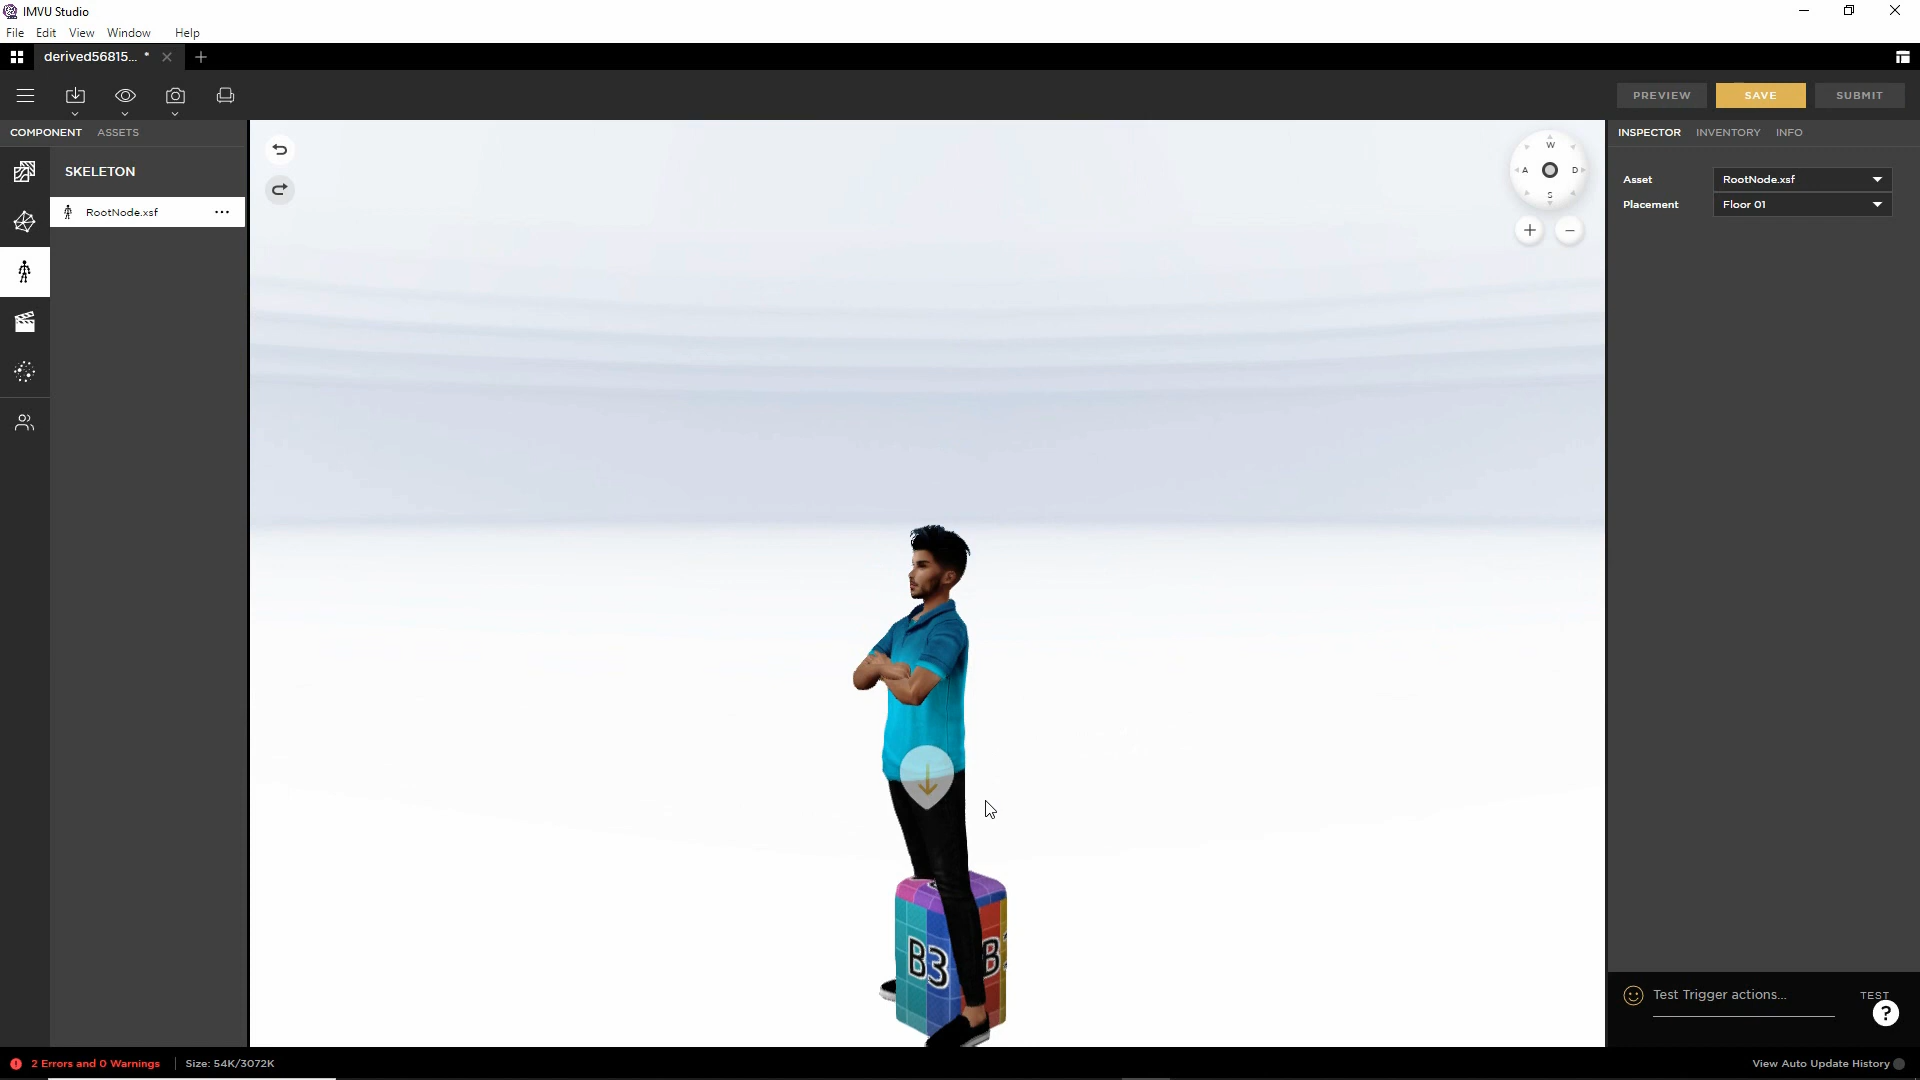 IMVU Studio
File Edit View Window Help
derived56815... *
PREVIEW SAVE SUBMIT
COMPONENT ASSETS
INSPECTOR INVENTORY INFO
SKELETON
RootNode.xsf ...
W
A D
S
Asset RootNode.xsf
Placement Floor 01
B3
Test Trigger actions... TEST
?
2 Errors and 0 Warnings Size: 54K/3072K
View Auto Update History